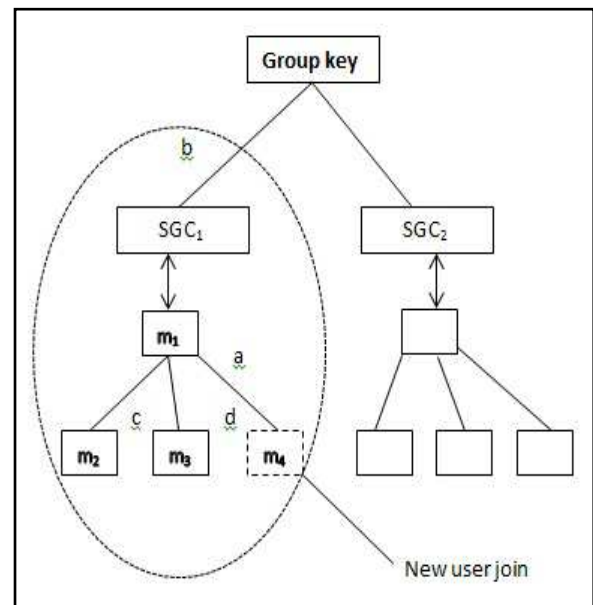 Group key
b
SGC₁ SGC₂
m₁
a
c d
m₂ m₃ m₄
New user join